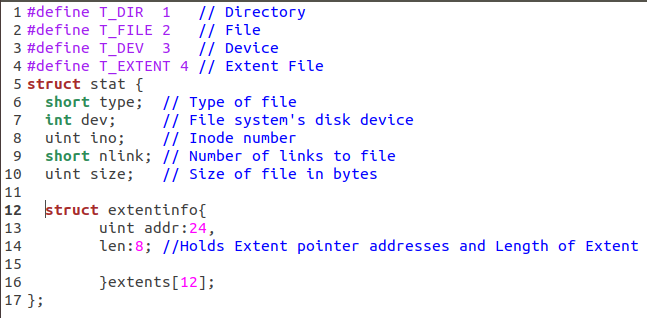 1 #define T_DIR  1   // Directory
2 #define T_FILE 2   // File
3 #define T_DEV  3   // Device
4 #define T_EXTENT 4 // Extent File
5 struct stat {
6   short type;  // Type of file
7   int dev;     // File system's disk device
8   uint ino;    // Inode number
9   short nlink; // Number of links to file
10   uint size;   // Size of file in bytes
11
12   struct extentinfo{
13         uint addr:24,
14         len:8; //Holds Extent pointer addresses and Length of Extent
15
16         }extents[12];
17 };